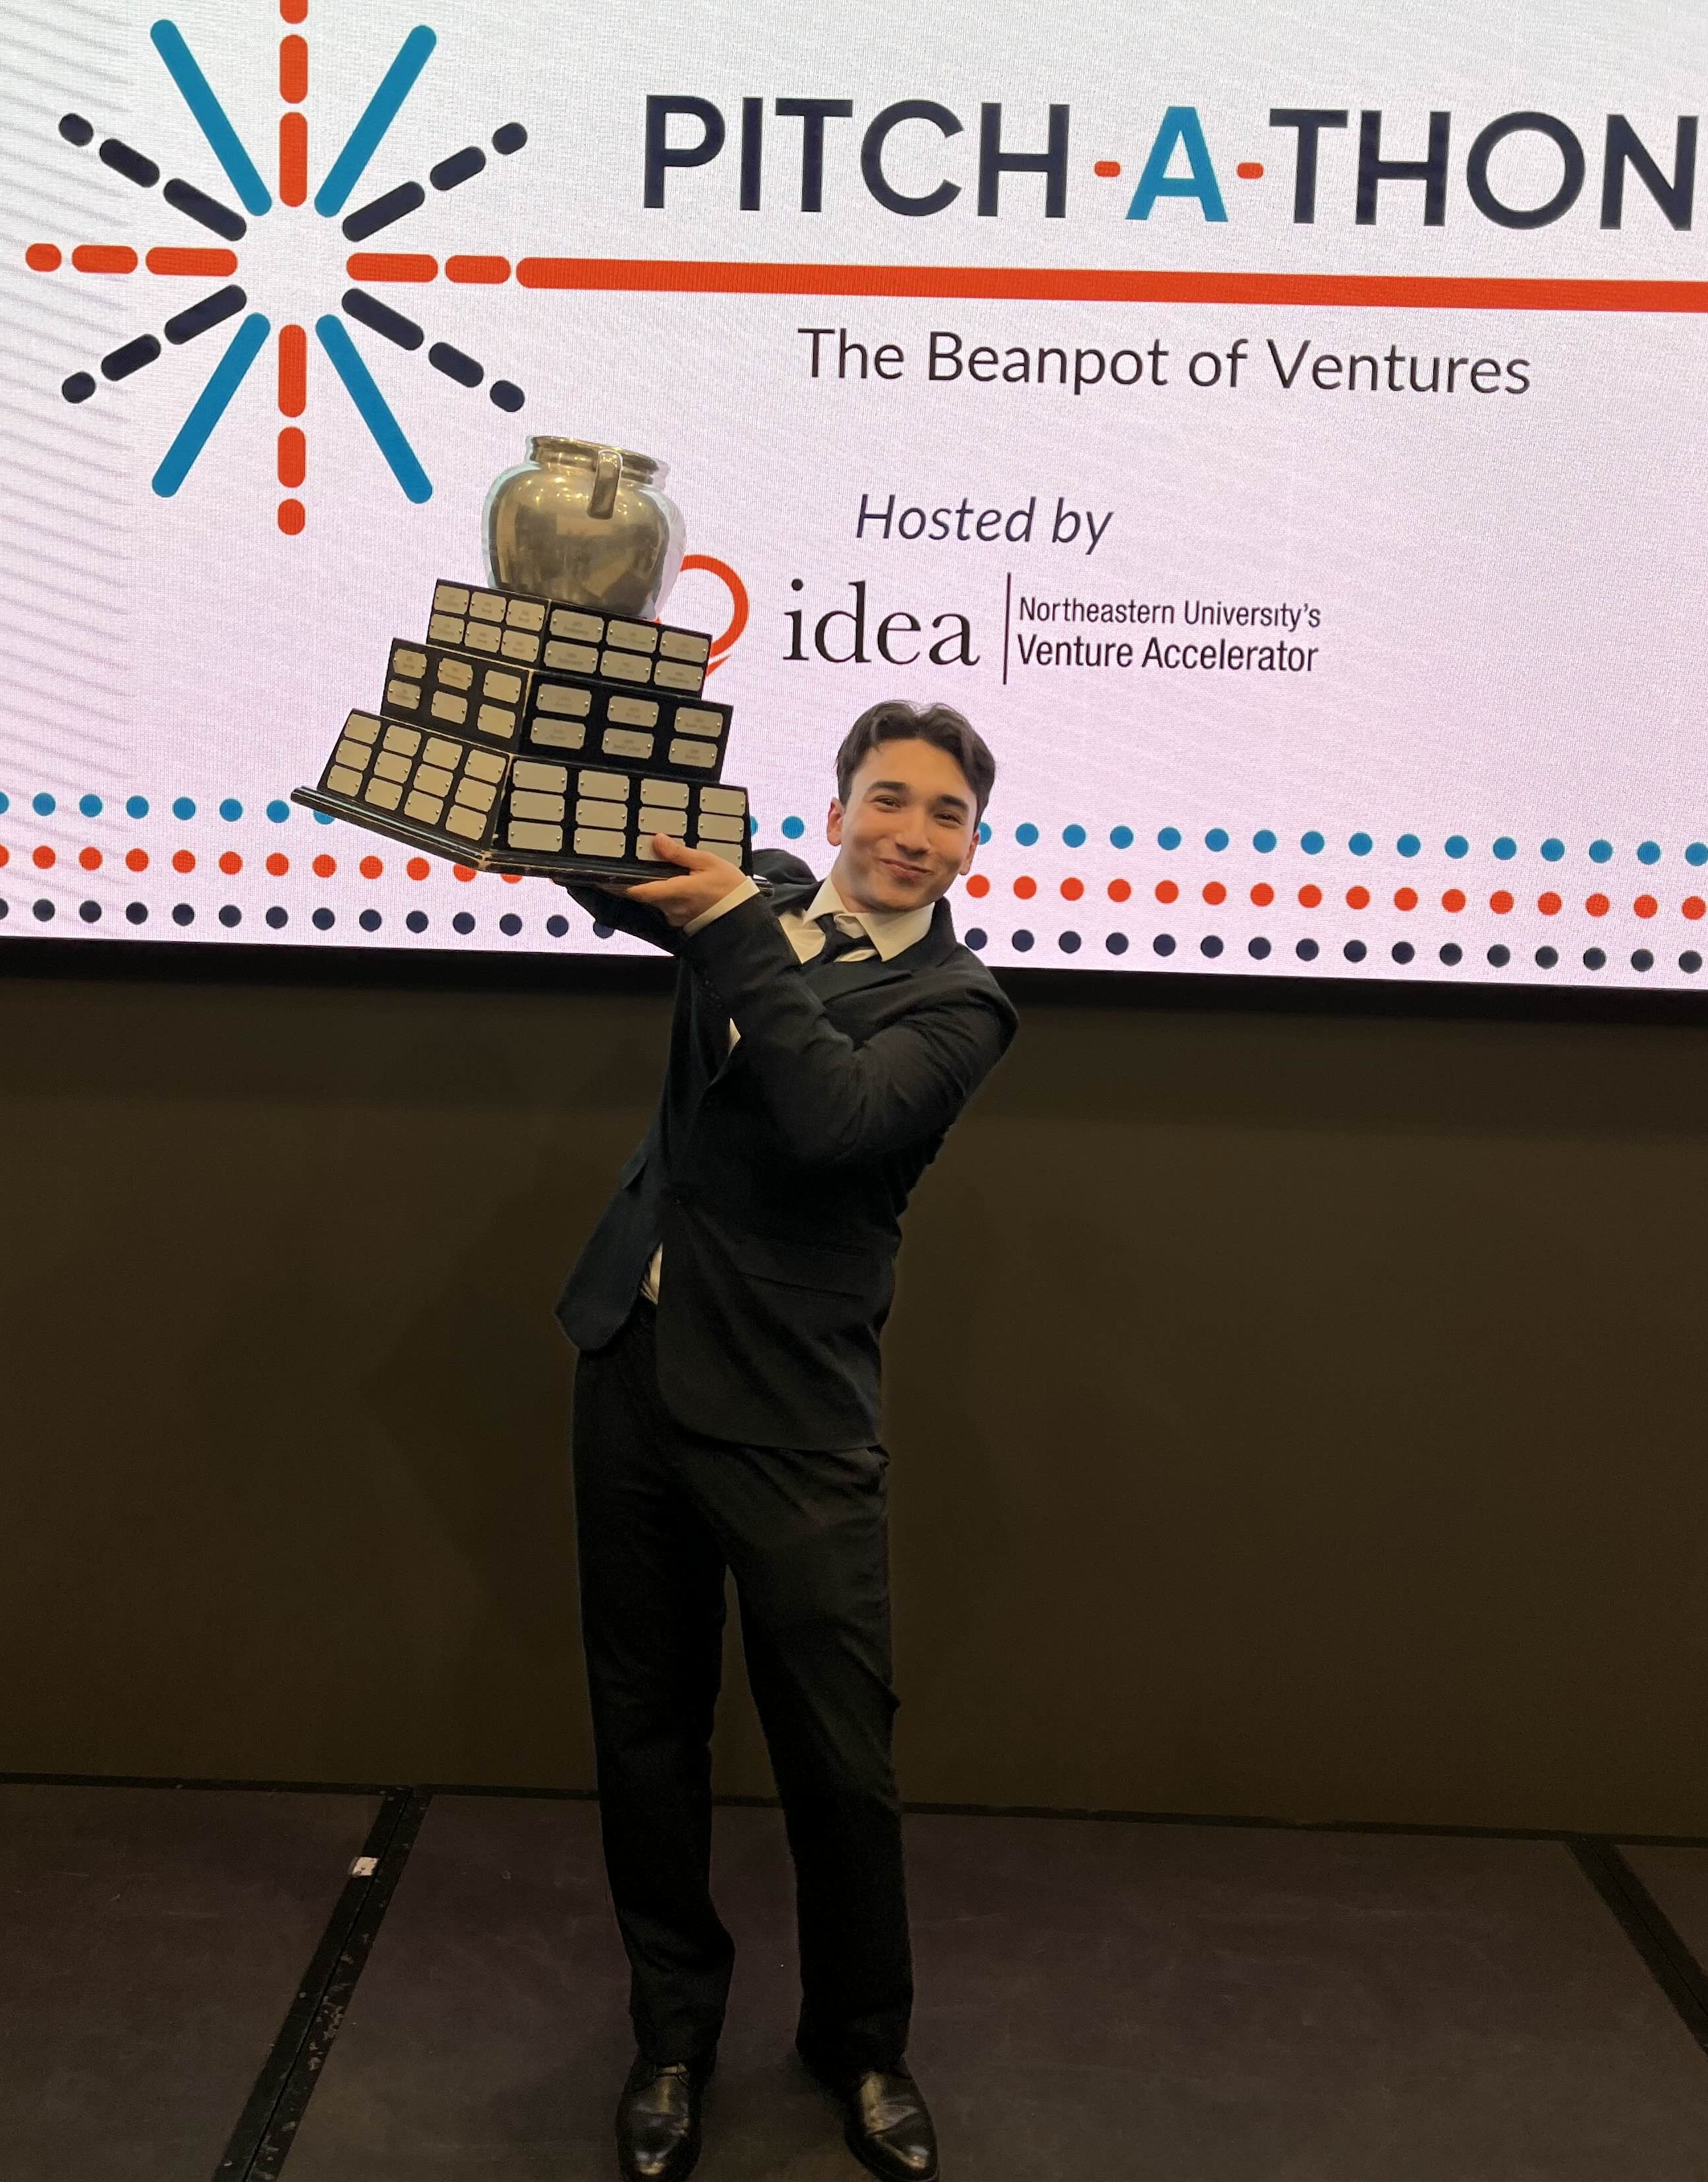 PITCH-A-THON
The Beanpot of Ventures
Hosted by
idea
Northeastern University's
Venture Accelerator